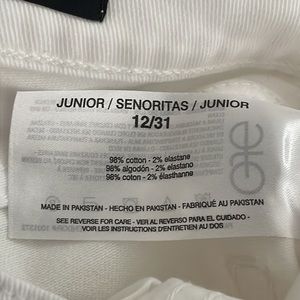 JUNIOR / SENORITAS / JUNIOR
12/31
98% cotton - 2% elastane
98% algodón - 2% elastano
98% cotton - 2% élasthanne
MADE IN PAKISTAN - HECHO EN PAKISTÁN - FABRIQUÉ AU PAKISTAN
SEE REVERSE FOR CARE - VER AL REVERSO PARA EL CUIDADO -
VOIR LES INSTRUCTIONS D'ENTRETIEN AU DOS